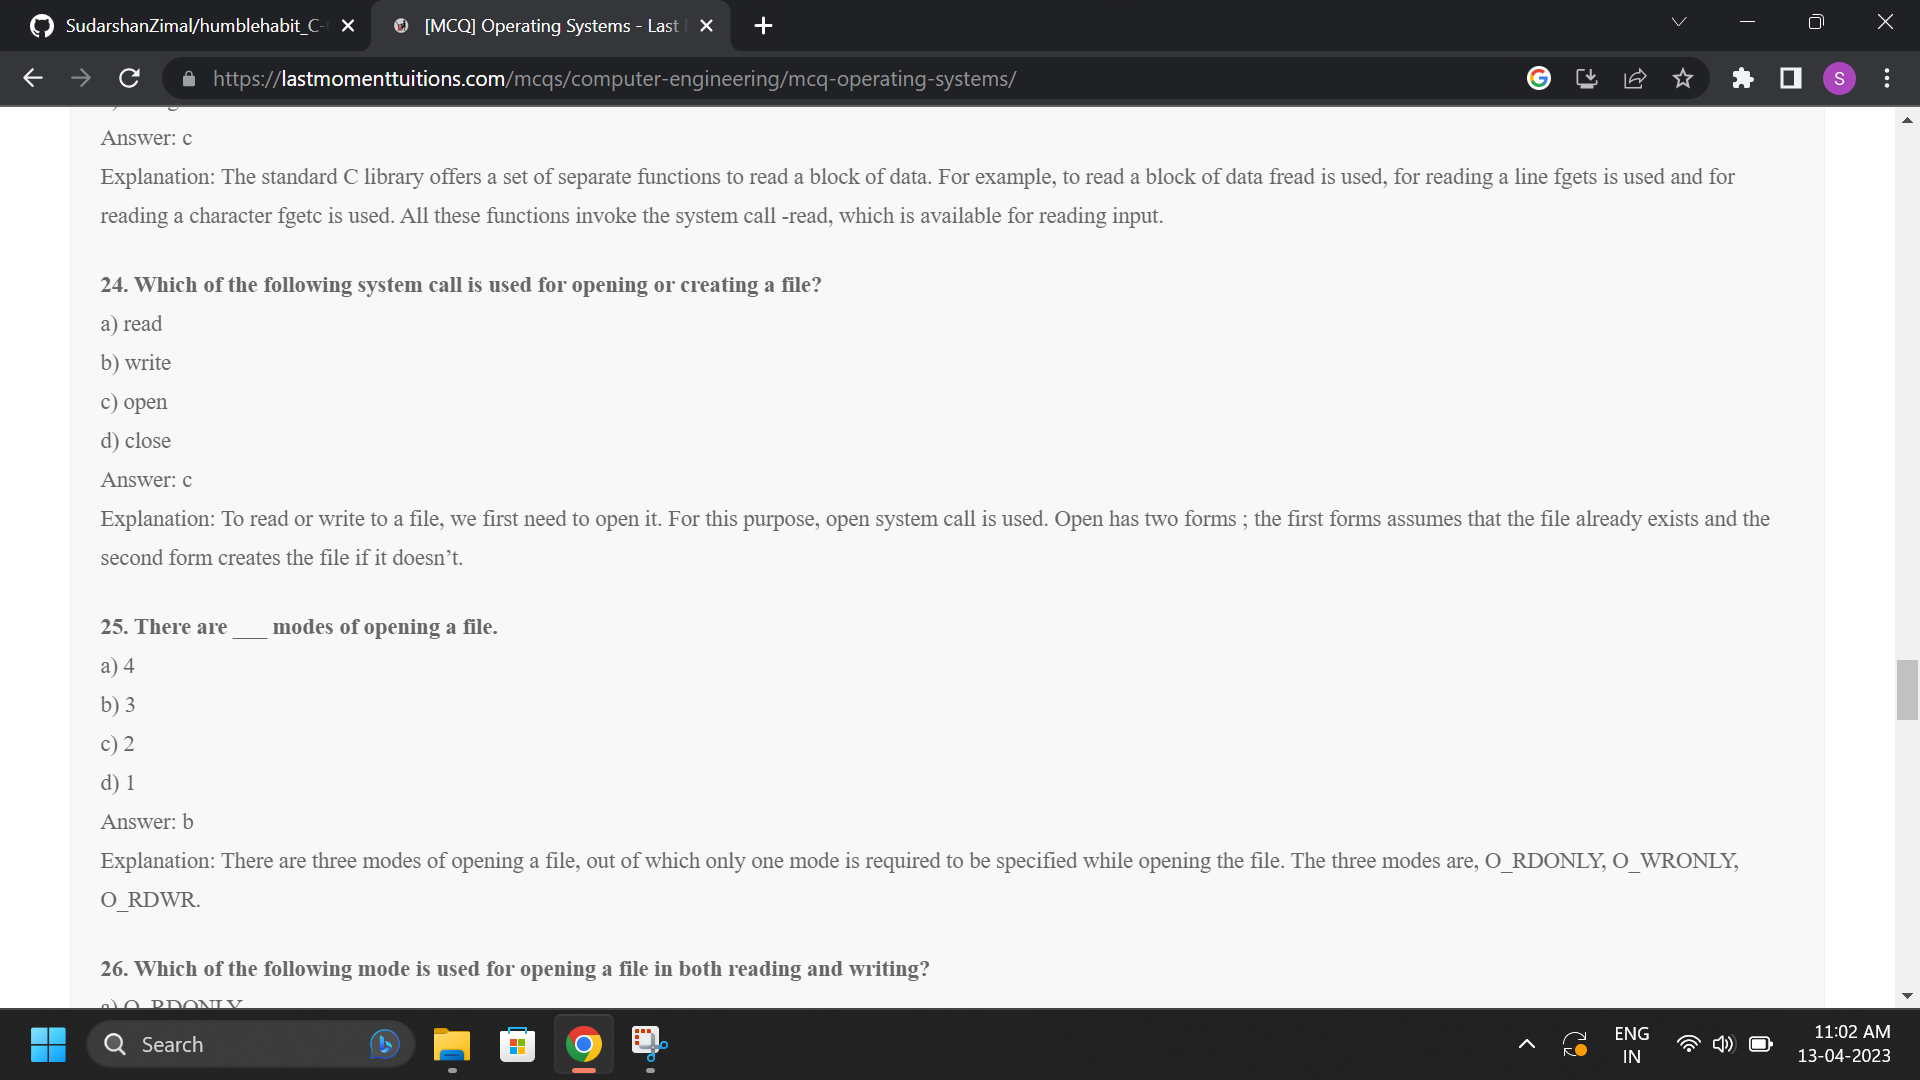 SudarshanZimal/humblehabit_C-
[MCQ] Operating Systems - Last
https://lastmomenttuitions.com/mcqs/computer-engineering/mcq-operating-systems/
S
Answer: c
Explanation: The standard C library offers a set of separate functions to read a block of data. For example, to read a block of data fread is used, for reading a line fgets is used and for
reading a character fgetc is used. All these functions invoke the system call -read, which is available for reading input.
24. Which of the following system call is used for opening or creating a file?
a) read
b) write
c) open
d) close
Answer: c
Explanation: To read or write to a file, we first need to open it. For this purpose, open system call is used. Open has two forms ; the first forms assumes that the file already exists and the
second form creates the file if it doesn’t.
25. There are ___ modes of opening a file.
a) 4
b) 3
c) 2
d) 1
Answer: b
Explanation: There are three modes of opening a file, out of which only one mode is required to be specified while opening the file. The three modes are, O_RDONLY, O_WRONLY,
O_RDWR.
26. Which of the following mode is used for opening a file in both reading and writing?
a) O_RDONLY
Search
ENG
IN
11:02 AM
13-04-2023